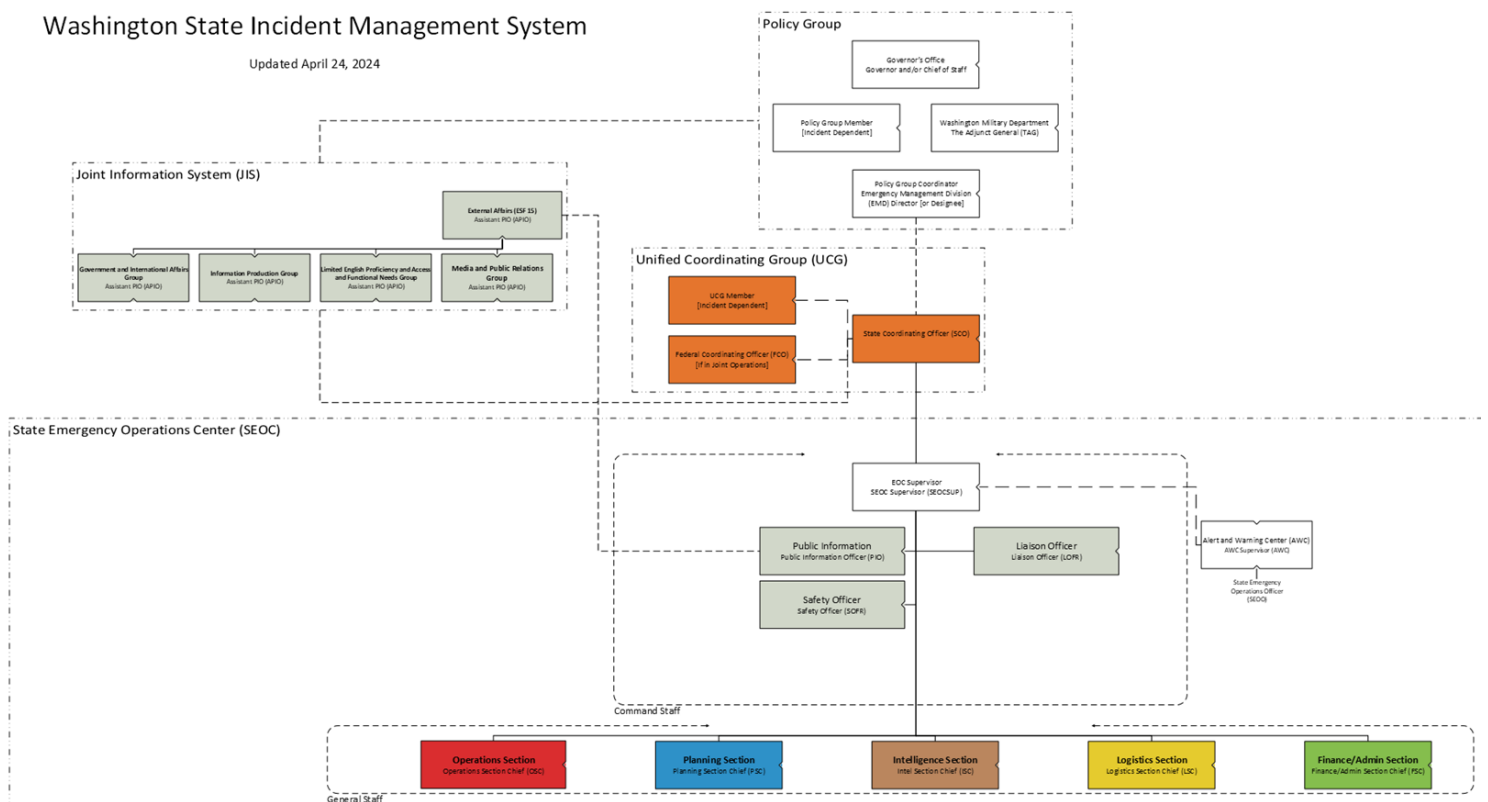 Washington State Incident Management System
Updated April 24, 2024
Policy Group
Governor's Office
Governor and/or Chief of Staff
Policy Group Member
[Incident Dependent]
Washington Military Department
The Adjunct General (TAG)
Policy Group Coordinator
Emergency Management Division
(EMD) Director [or Designee]
Joint Information System (JIS)
External Affairs (ESF 15)
Assistant PIO (APIO)
Government and International Affairs
Group
Assistant PIO (APIO)
Information Production Group
Assistant PIO (APIO)
Limited English Proficiency and Access
and Functional Needs Group
Assistant PIO (APIO)
Media and Public Relations
Group
Assistant PIO (APIO)
Unified Coordinating Group (UCG)
UCG Member
[Incident Dependent]
State Coordinating Officer (SCO)
Federal Coordinating Officer (FCO)
[If in Joint Operations]
State Emergency Operations Center (SEOC)
EOC Supervisor
SEOC Supervisor (SEOCSUP)
Public Information
Public Information Officer (PIO)
Liaison Officer
Liaison Officer (LOFR)
Alert and Warning Center (AWC)
AWC Supervisor (AWC)
State Emergency
Operations Officer
(SEOO)
Safety Officer
Safety Officer (SOFR)
Command Staff
Operations Section
Operations Section Chief (OSC)
Planning Section
Planning Section Chief (PSC)
Intelligence Section
Intel Section Chief (ISC)
Logistics Section
Logistics Section Chief (LSC)
Finance/Admin Section
Finance/Admin Section Chief (FSC)
General Staff